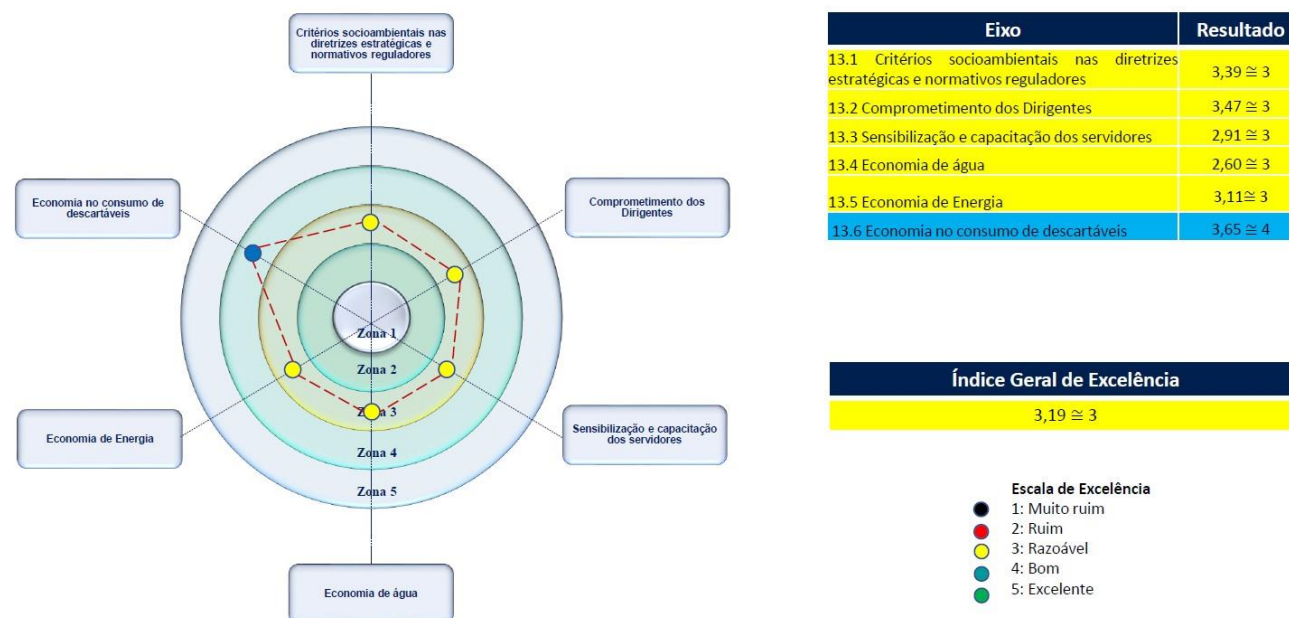 Critérios socioambientais nas
diretrizes estratégicas e
normativos reguladores
Economia no consumo de
descartáveis
Comprometimento dos
Dirigentes
Zona 1
Zona 2
Zona 3
Zona 4
Zona 5
Economia de Energia
Sensibilização e capacitação
dos servidores
Economia de água
Eixo Resultado
13.1 Critérios socioambientais nas diretrizes
estratégicas e normativos reguladores 3,39 ≅ 3
13.2 Comprometimento dos Dirigentes 3,47 ≅ 3
13.3 Sensibilização e capacitação dos servidores 2,91 ≅ 3
13.4 Economia de água 2,60 ≅ 3
13.5 Economia de Energia 3,11≅ 3
13.6 Economia no consumo de descartáveis 3,65 ≅ 4
Índice Geral de Excelência
3,19 ≅ 3
Escala de Excelência
1: Muito ruim
2: Ruim
3: Razoável
4: Bom
5: Excelente